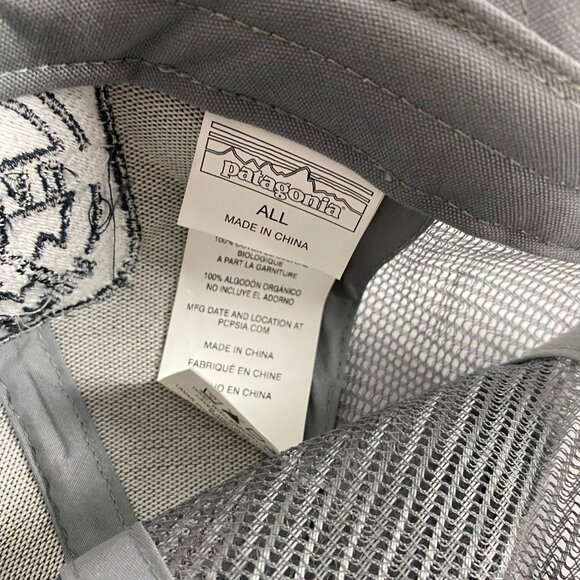 patagonia
ALL
MADE IN CHINA
BIOLOGIQUE
A PART LA GARNITURE
100% ALGODÓN ORGÁNICO
NO INCLUYE EL ADORNO
MFG DATE AND LOCATION AT
PCPSIA.COM
MADE IN CHINA
FABRIQUÉ EN CHINE
EN CHINA